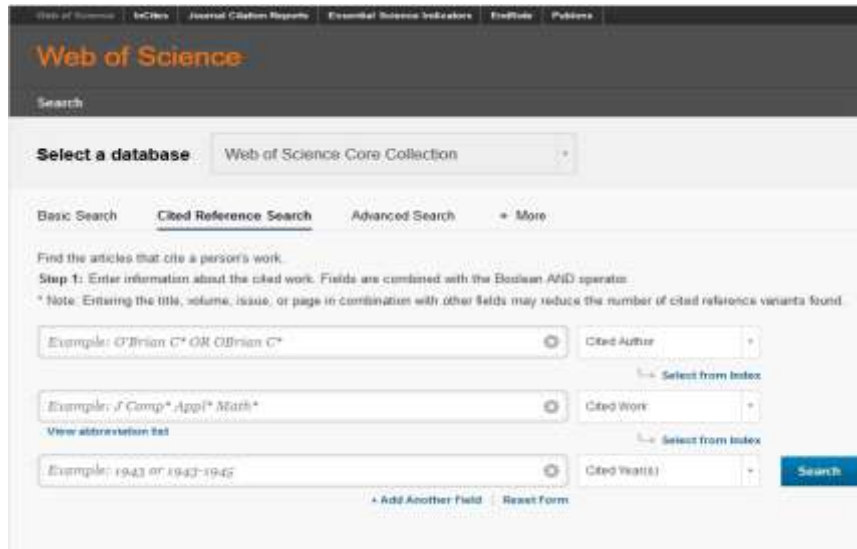 Web of Science InCites Journal Citation Reports Essential Science Indicators EndNote Publons
Web of Science
Search
Select a database Web of Science Core Collection
Basic Search Cited Reference Search Advanced Search + More
Find the articles that cite a person's work.
Step 1: Enter information about the cited work. Fields are combined with the Boolean AND operator.
* Note: Entering the title, volume, issue, or page in combination with other fields may reduce the number of cited reference variants found.
Example: O'Brian C* OR OBrian C* Cited Author
Select from Index
Example: J Comp* Appl* Math* Cited Work
View abbreviation list
Select from Index
Example: 1943 or 1943-1945 Cited Year(s) Search
+ Add Another Field | Reset Form